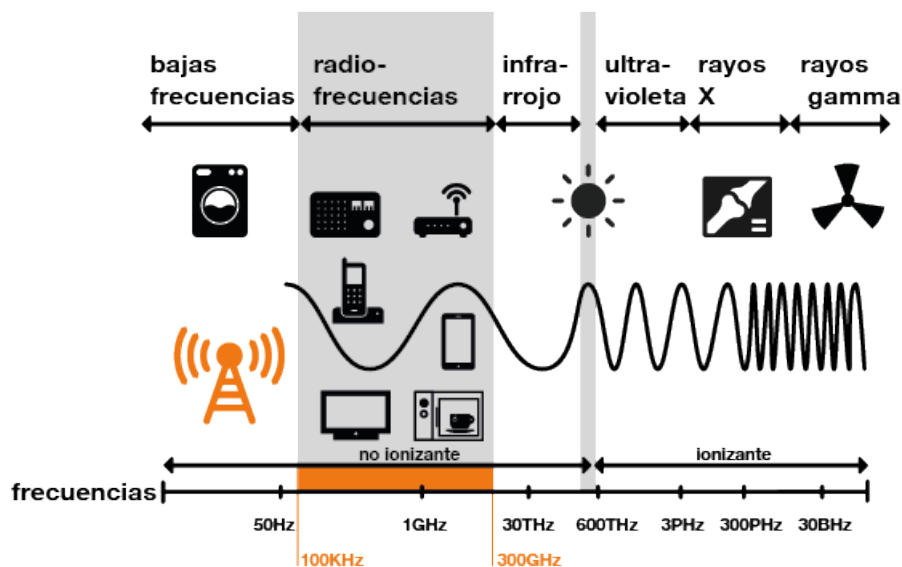 bajas
frecuencias
radio-
frecuencias
infra-
rrojo
ultra-
violeta
rayos
X
rayos
gamma
no ionizante
ionizante
frecuencias
50Hz
1GHz
30THz
600THz
3PHz
300PHz
30BHz
100KHz
300GHz